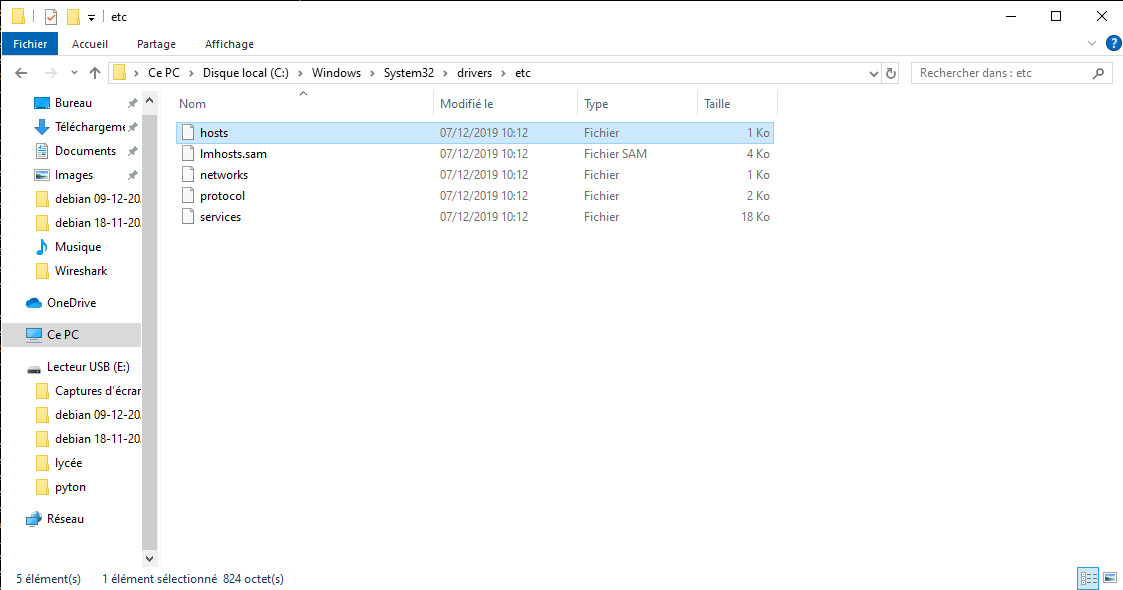 etc
Fichier Accueil Partage Affichage
Ce PC > Disque local (C:) > Windows > System32 > drivers > etc
Rechercher dans : etc
Nom Modifié le Type Taille
hosts 07/12/2019 10:12 Fichier 1 Ko
lmhosts.sam 07/12/2019 10:12 Fichier SAM 4 Ko
networks 07/12/2019 10:12 Fichier 1 Ko
protocol 07/12/2019 10:12 Fichier 2 Ko
services 07/12/2019 10:12 Fichier 18 Ko
Bureau
Téléchargeme
Documents
Images
debian 09-12-20
debian 18-11-20
Musique
Wireshark
OneDrive
Ce PC
Lecteur USB (E:)
Captures d'écran
debian 09-12-20
debian 18-11-20
lycée
pyton
Réseau
5 élément(s) 1 élément sélectionné 824 octet(s)